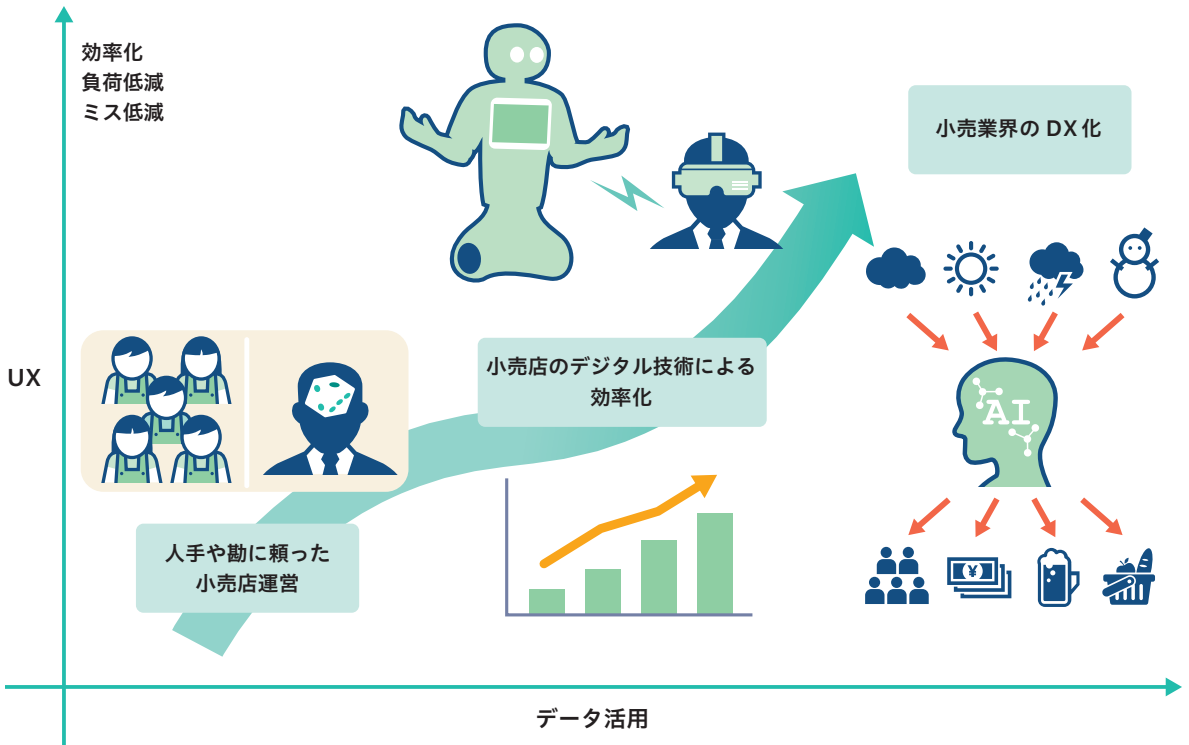 効率化
負荷低減
ミス低減
小売業界の DX 化
UX
小売店のデジタル技術による
効率化
AI
人手や勘に頼った
小売店運営
¥
データ活用